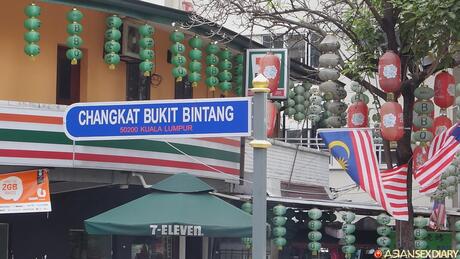 CHANGKAT BUKIT BINTANG
50200 KUALA LUMPUR
2GB
7-ELEVEN
ASIANSEXDIARY